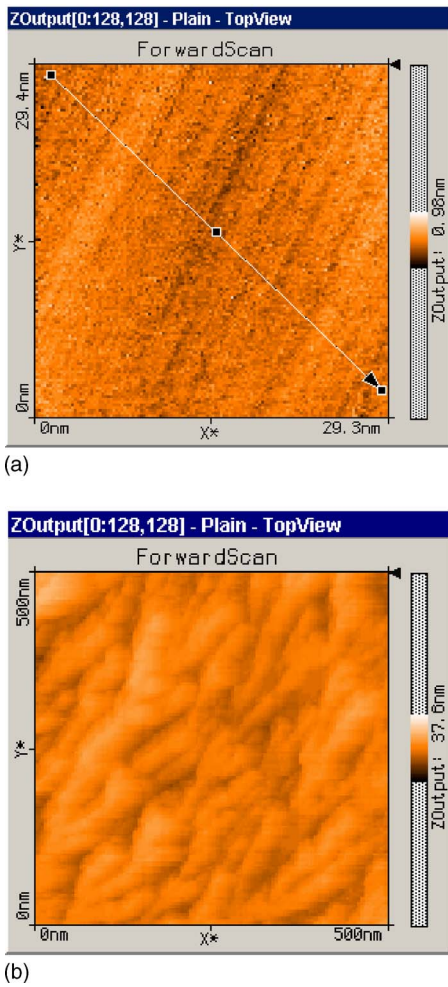 ZOutput[0:128,128] - Plain - TopView
ForwardScan
29.4nm
Y*
0nm
0nm
X*
29.3nm
ZOutput: 0.98nm
(a)
ZOutput[0:128,128] - Plain - TopView
ForwardScan
500nm
Y*
0nm
0nm
X*
500nm
ZOutput: 37.6nm
(b)